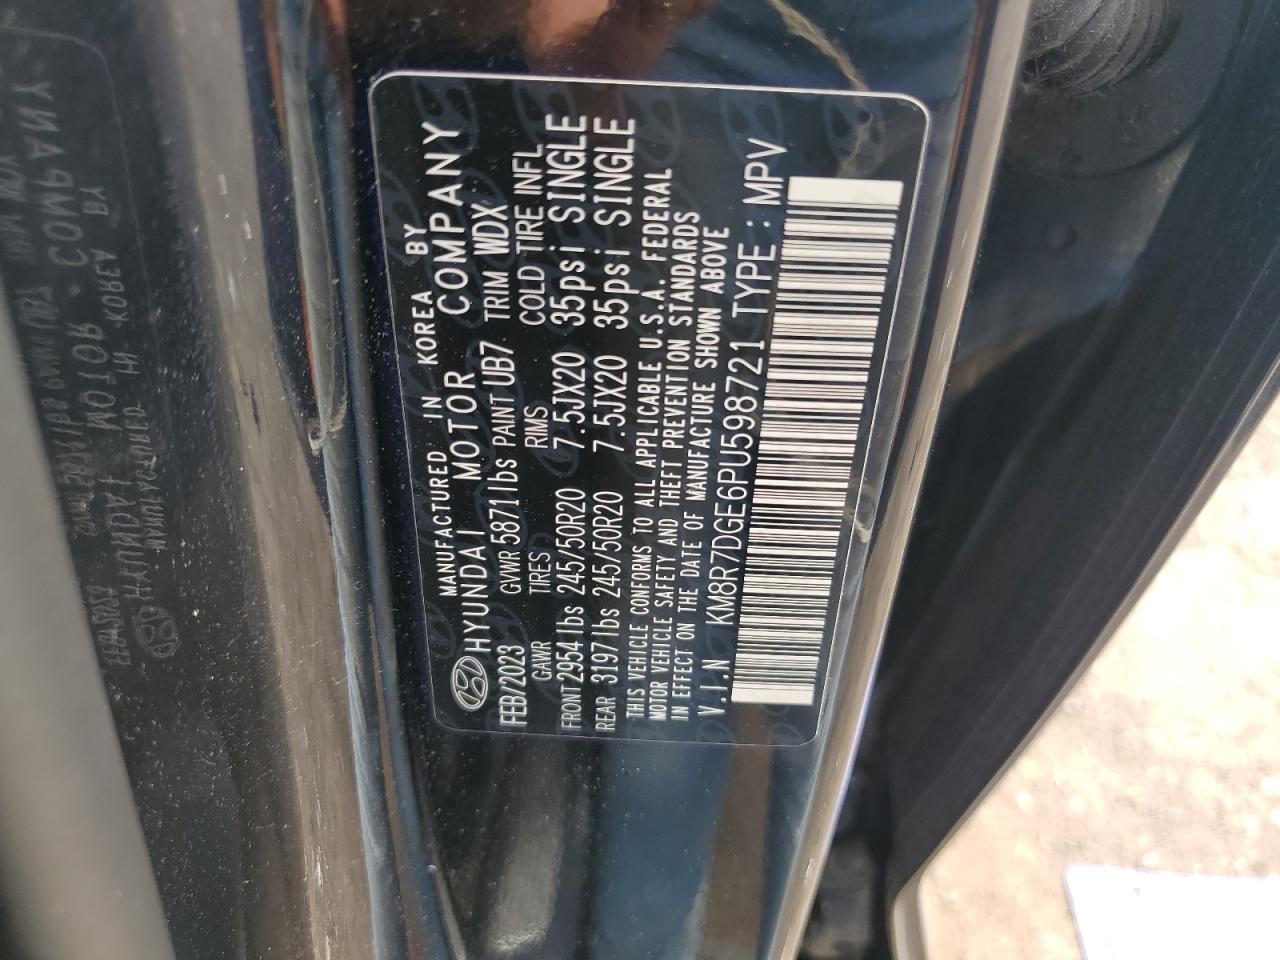 MANUFACTURED IN KOREA BY
HYUNDAI MOTOR COMPANY
FEB/2023 GVWR 5871lbs PAINT UB7 TRIM WDX
GAWR TIRES RIMS COLD TIRE INFL
FRONT 2954lbs 245/50R20 7.5JX20 35psi SINGLE
REAR 3197lbs 245/50R20 7.5JX20 35psi SINGLE
THIS VEHICLE CONFORMS TO ALL APPLICABLE U.S.A. FEDERAL
MOTOR VEHICLE SAFETY AND THEFT PREVENTION STANDARDS
IN EFFECT ON THE DATE OF MANUFACTURE SHOWN ABOVE
V.I.N KM8R7DGE6PU598721 TYPE : MPV